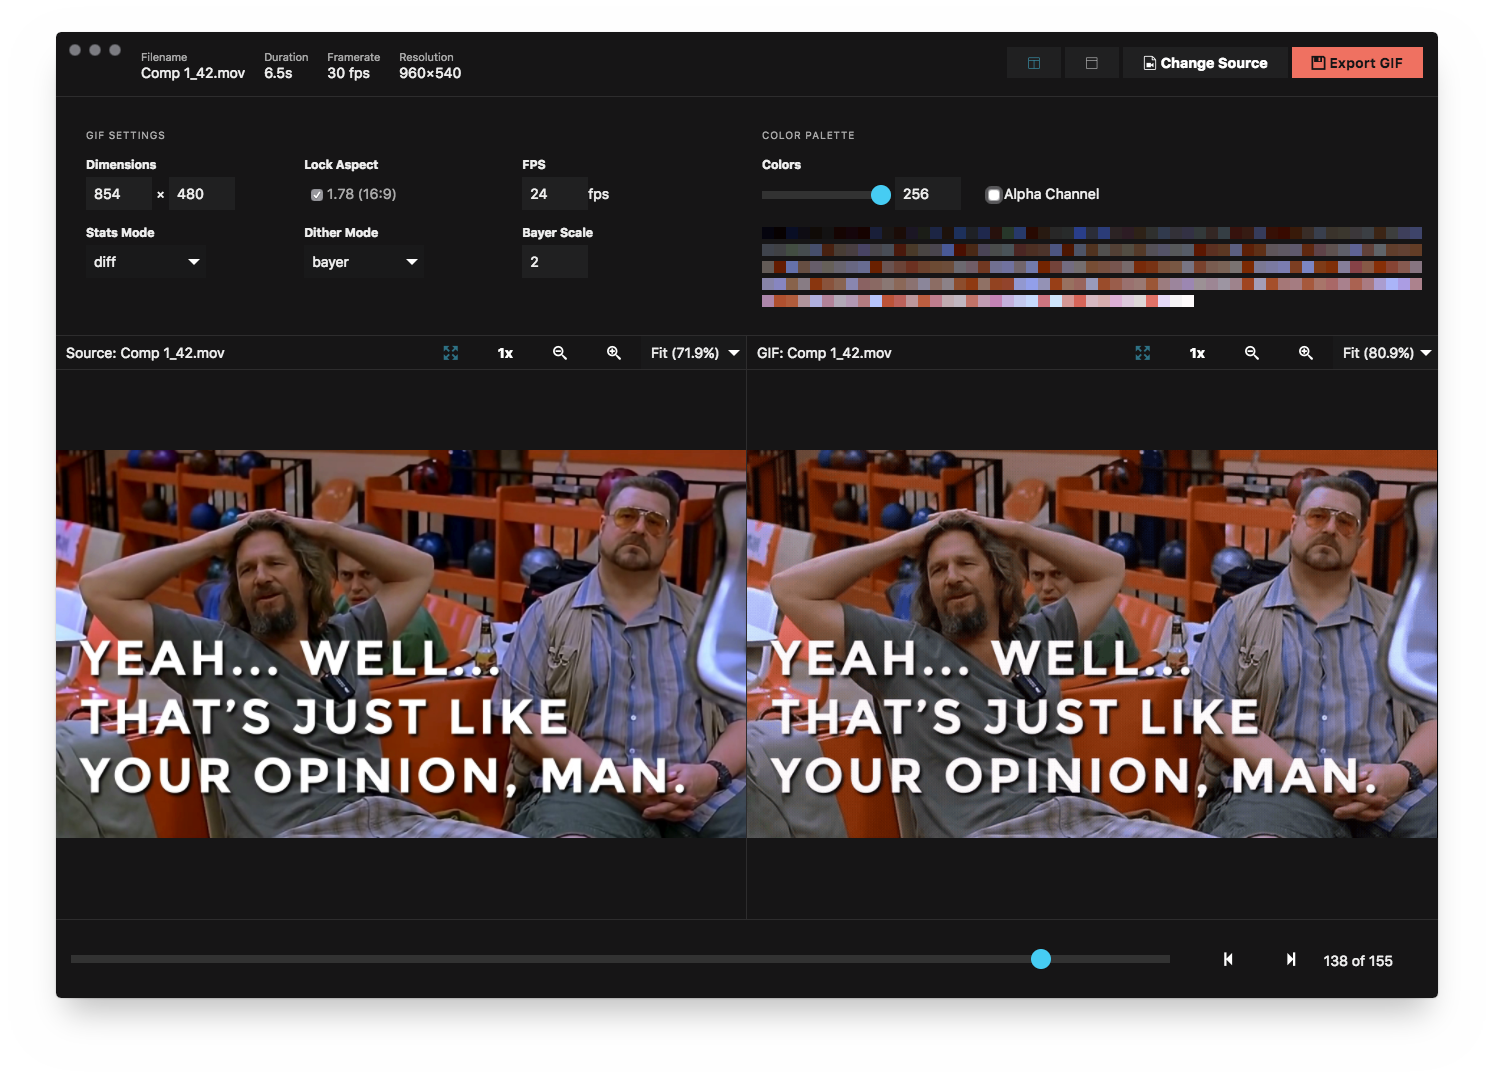 Filename Duration Framerate Resolution
Comp 1_42.mov 6.5s 30 fps 960×540
Change Source Export GIF
GIF SETTINGS
Dimensions Lock Aspect FPS
854 × 480 1.78 (16:9) 24 fps
Stats Mode Dither Mode Bayer Scale
diff bayer 2
COLOR PALETTE
Colors
256 Alpha Channel
Source: Comp 1_42.mov 1x Fit (71.9%)
GIF: Comp 1_42.mov 1x Fit (80.9%)
YEAH... WELL...
THAT'S JUST LIKE
YOUR OPINION, MAN.
YEAH... WELL...
THAT'S JUST LIKE
YOUR OPINION, MAN.
138 of 155